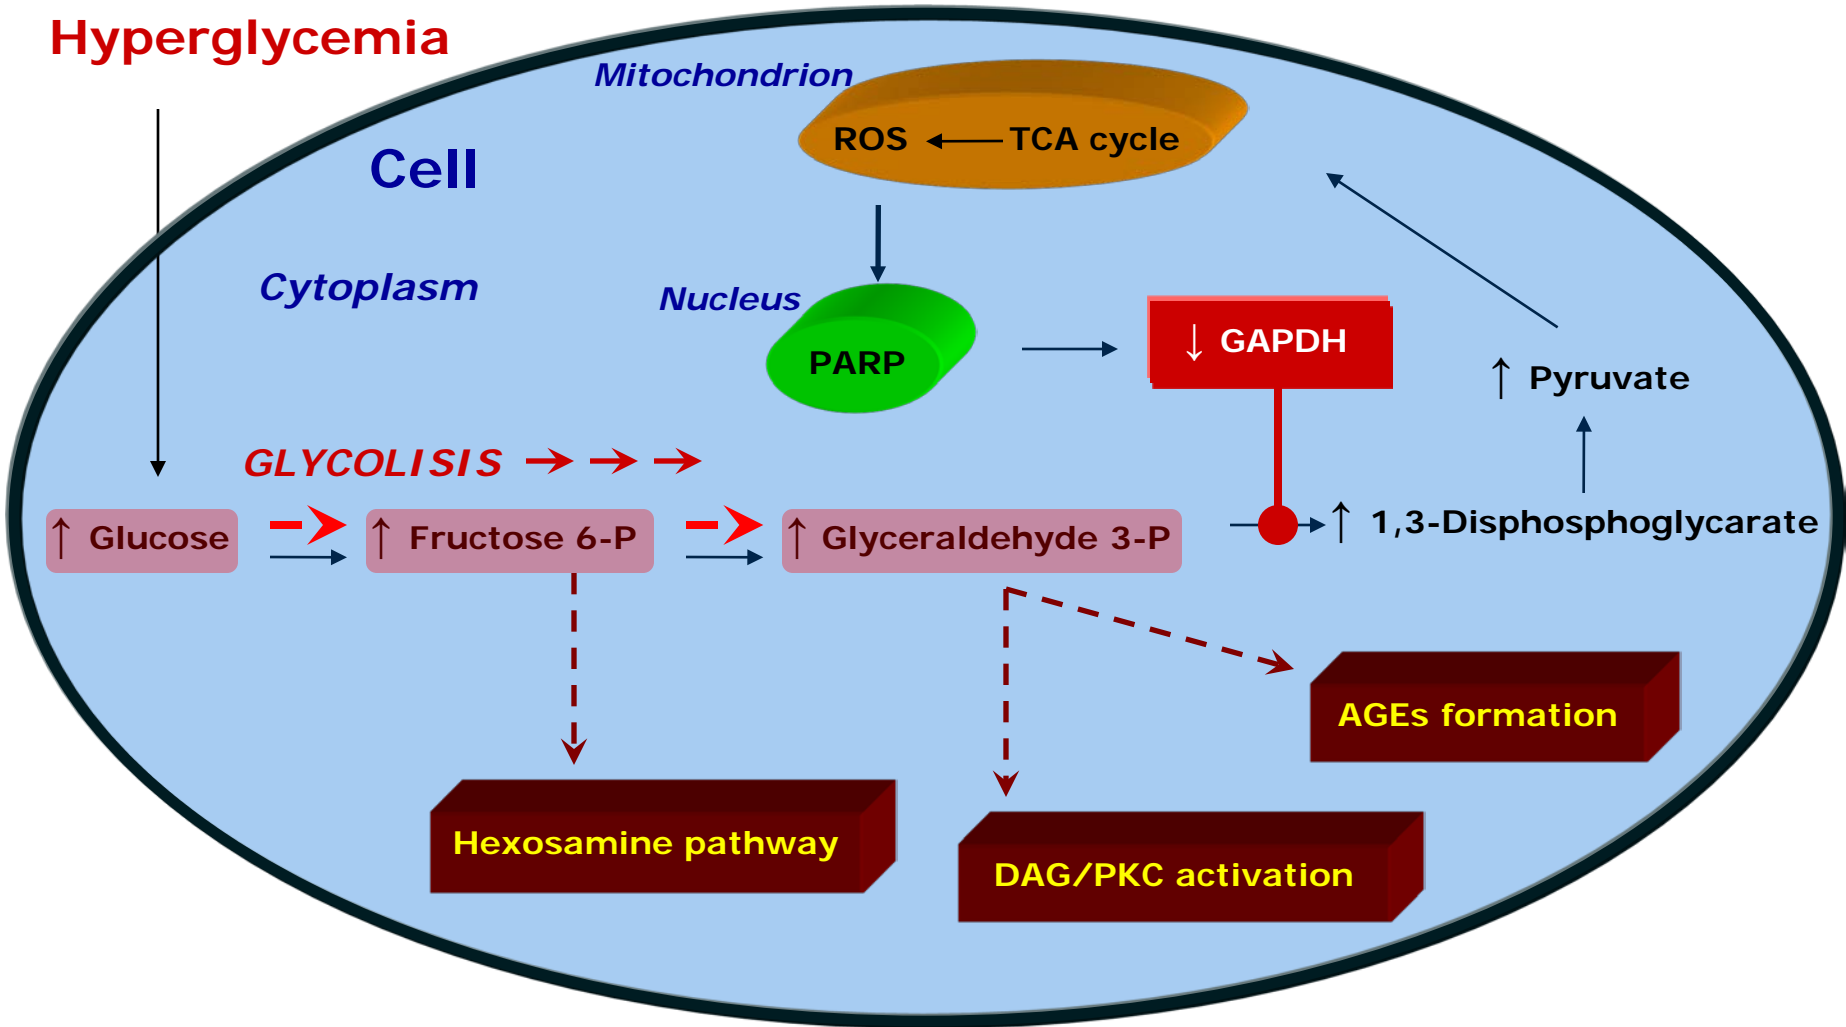 Hyperglycemia
Mitochondrion
ROS
TCA cycle
Cell
Cytoplasm
Nucleus
PARP
↓ GAPDH
↑ Pyruvate
GLYCOLISIS
↑ Glucose
↑ Fructose 6-P
↑ Glyceraldehyde 3-P
↑ 1,3-Disphosphoglycarate
AGEs formation
Hexosamine pathway
DAG/PKC activation